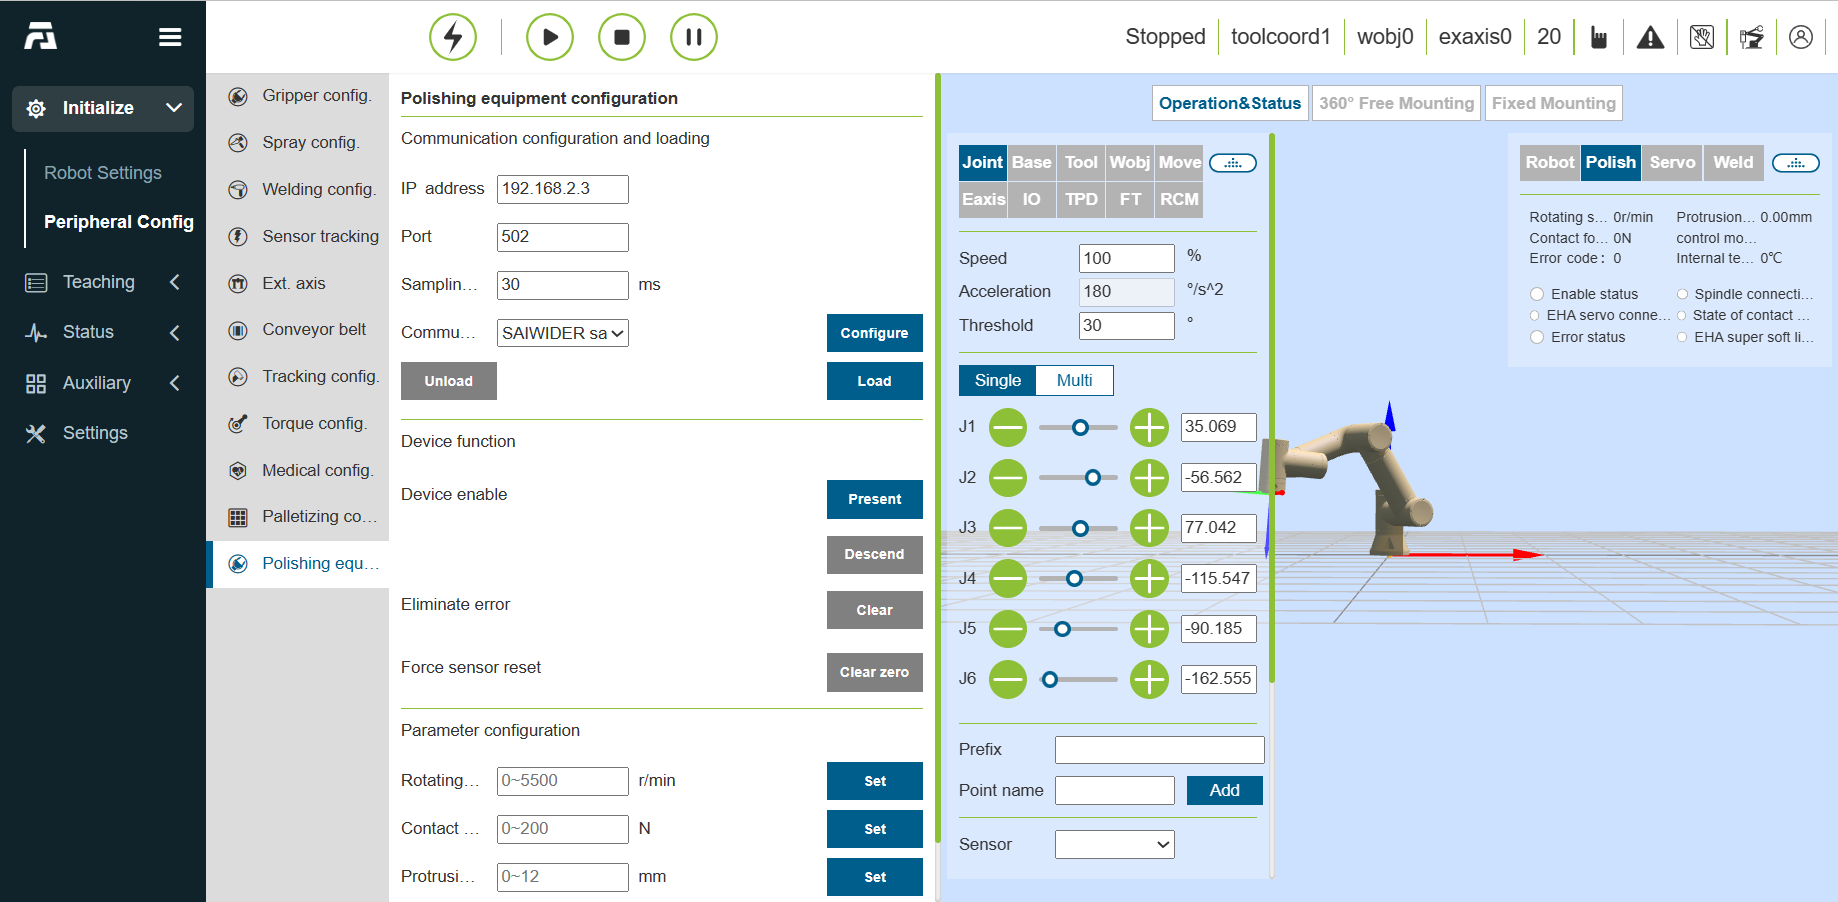 Stopped toolcoord1 wobj0 exaxis0 20
Initialize
Robot Settings
Peripheral Config
Teaching
Status
Auxiliary
Settings
Gripper config.
Spray config.
Welding config.
Sensor tracking
Ext. axis
Conveyor belt
Tracking config.
Torque config.
Medical config.
Palletizing co...
Polishing equ...
Polishing equipment configuration
Communication configuration and loading
IP address 192.168.2.3
Port 502
Samplin... 30 ms
Commu... SAIWIDER sa Configure
Unload Load
Device function
Device enable Present
Descend
Eliminate error Clear
Force sensor reset Clear zero
Parameter configuration
Rotating... 0~5500 r/min Set
Contact ... 0~200 N Set
Protrusi... 0~12 mm Set
Operation&Status 360° Free Mounting Fixed Mounting
Joint Base Tool Wobj Move
Eaxis IO TPD FT RCM
Speed 100 %
Acceleration 180 °/s^2
Threshold 30 °
Single Multi
J1 35.069
J2 -56.562
J3 77.042
J4 -115.547
J5 -90.185
J6 -162.555
Prefix
Point name Add
Sensor
Robot Polish Servo Weld
Rotating s... 0r/min Protrusion... 0.00mm
Contact fo... 0N control mo...
Error code： 0 Internal te... 0℃
Enable status Spindle connecti...
EHA servo conne... State of contact ...
Error status EHA super soft li...